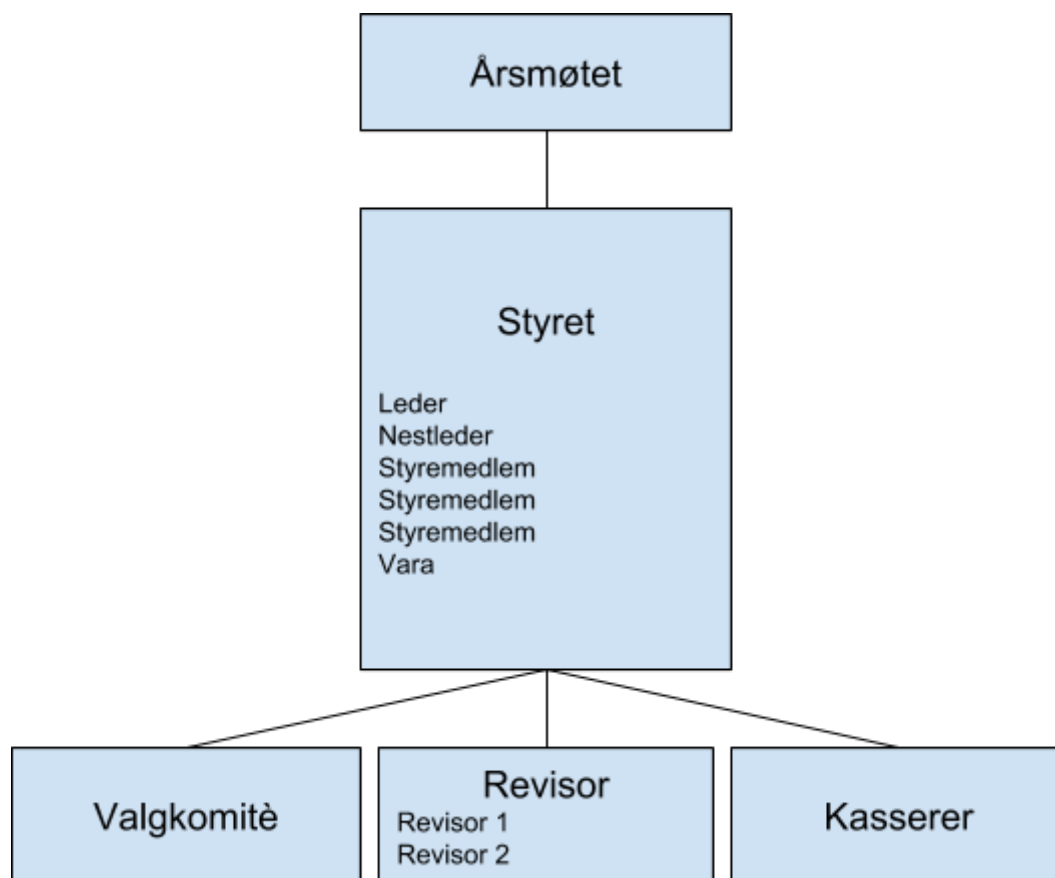 Årsmøtet
Styret
Leder
Nestleder
Styremedlem
Styremedlem
Styremedlem
Vara
Valgkomitè
Revisor
Revisor 1
Revisor 2
Kasserer